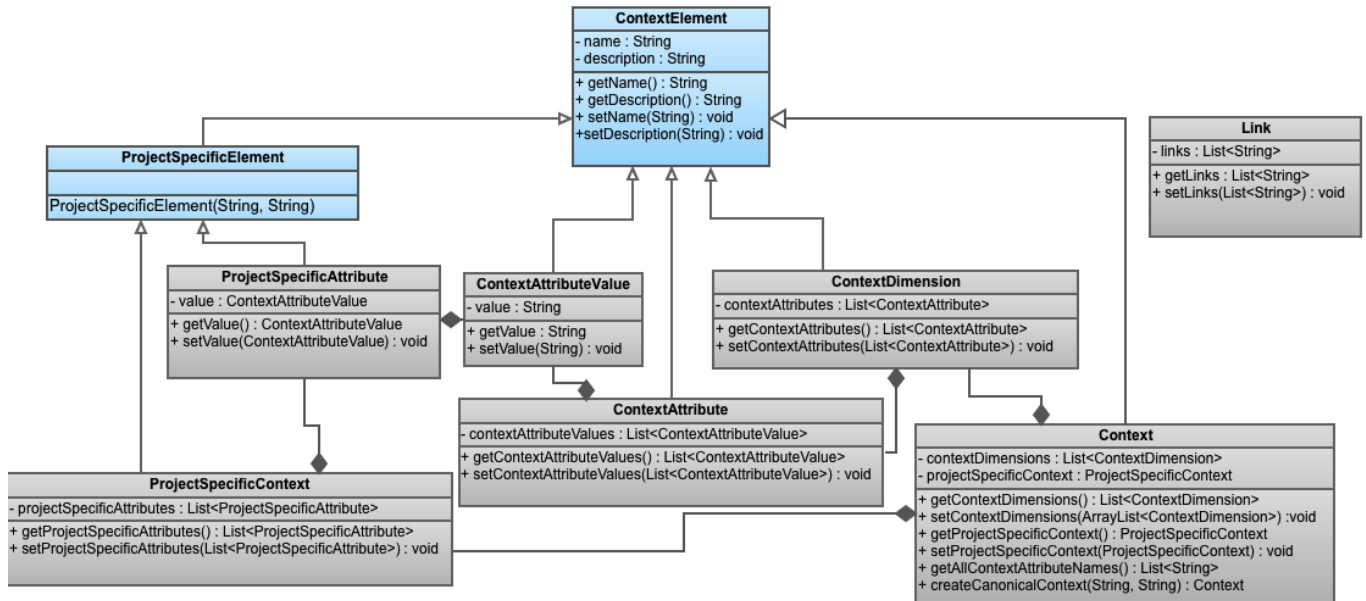 ContextElement
- name : String
- description : String
+ getName() : String
+ getDescription() : String
+ setName(String) : void
+setDescription(String) : void
Link
- links : List<String>
+ getLinks : List<String>
+ setLinks(List<String>) : void
ProjectSpecificElement
ProjectSpecificElement(String, String)
ProjectSpecificAttribute
- value : ContextAttributeValue
+ getValue() : ContextAttributeValue
+ setValue(ContextAttributeValue) : void
ContextAttributeValue
- value : String
+ getValue : String
+ setValue(String) : void
ContextDimension
- contextAttributes : List<ContextAttribute>
+ getContextAttributes() : List<ContextAttribute>
+ setContextAttributes(List<ContextAttribute>) : void
ContextAttribute
- contextAttributeValues : List<ContextAttributeValue>
+ getContextAttributeValues() : List<ContextAttributeValue>
+ setContextAttributeValues(List<ContextAttributeValue>) : void
Context
- contextDimensions : List<ContextDimension>
- projectSpecificContext : ProjectSpecificContext
+ getContextDimensions() : List<ContextDimension>
+ setContextDimensions(ArrayList<ContextDimension>) :void
+ getProjectSpecificContext() : ProjectSpecificContext
+ setProjectSpecificContext(ProjectSpecificContext) : void
+ getAllContextAttributeNames() : List<String>
+ createCanonicalContext(String, String) : Context
ProjectSpecificContext
- projectSpecificAttributes : List<ProjectSpecificAttribute>
+ getProjectSpecificAttributes() : List<ProjectSpecificAttribute>
+ setProjectSpecificAttributes(List<ProjectSpecificAttribute>) : void